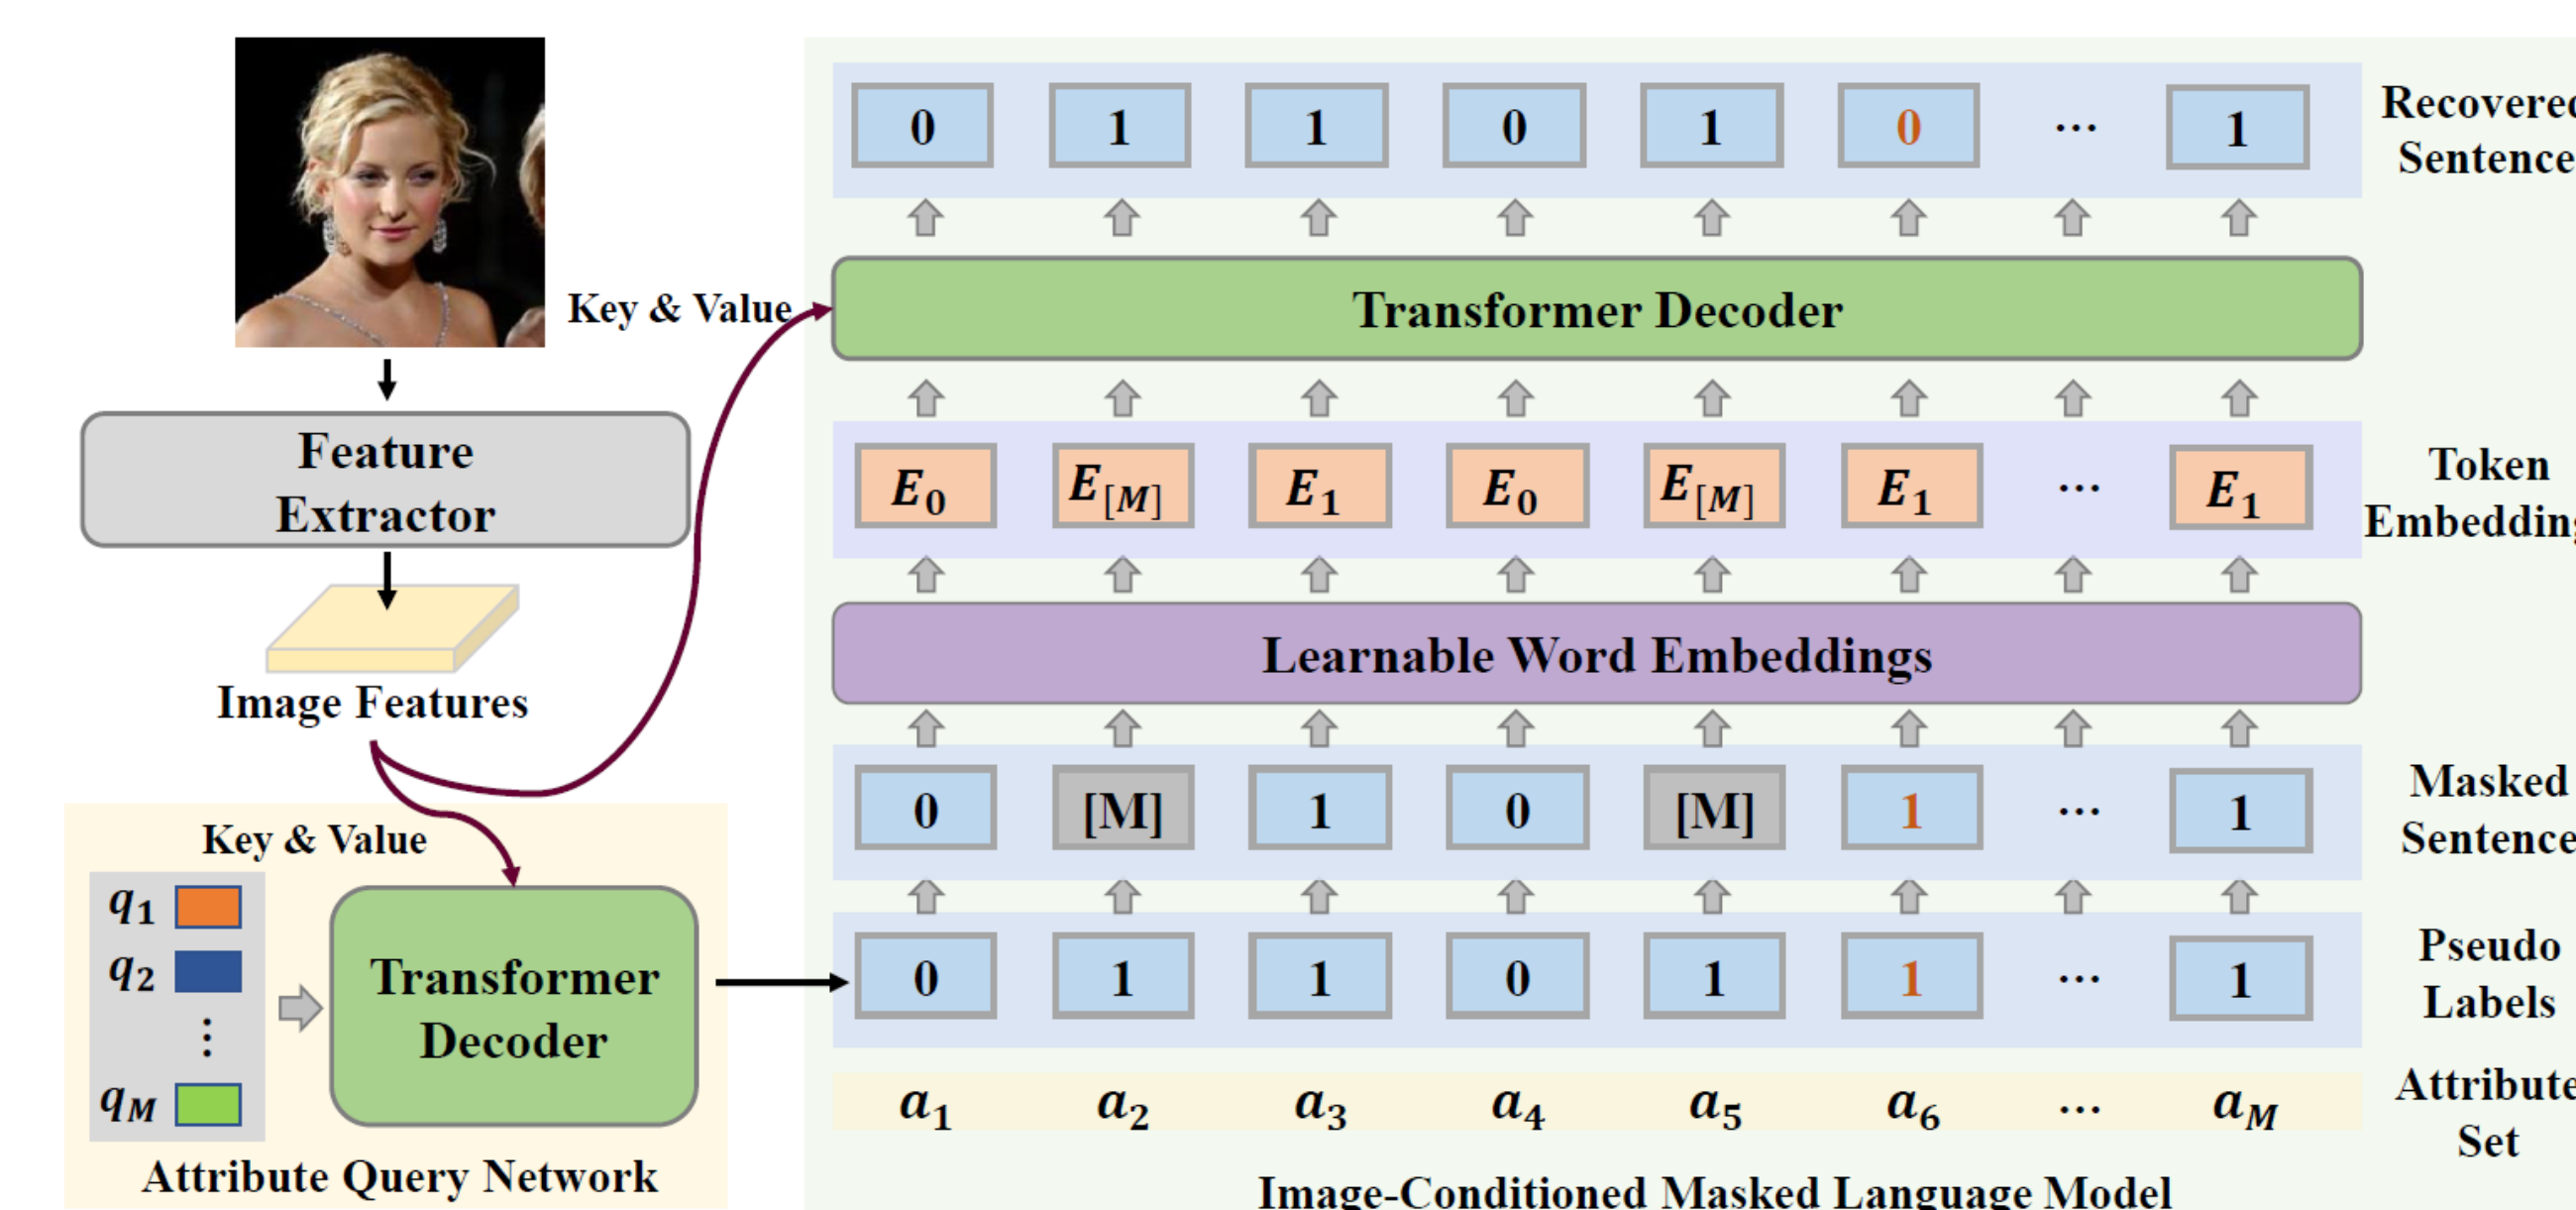 Key & Value
Feature
Extractor
Image Features
Key & Value
q1
q2
⋮
qM
Transformer
Decoder
Attribute Query Network
0 1 1 0 1 0 ... 1
Recovered
Sentence
Transformer Decoder
E0 E[M] E1 E0 E[M] E1 ... E1
Token
Embedding
Learnable Word Embeddings
0 [M] 1 0 [M] 1 ... 1
Masked
Sentence
0 1 1 0 1 1 ... 1
Pseudo
Labels
a1 a2 a3 a4 a5 a6 ... aM
Attribute
Set
Image-Conditioned Masked Language Model